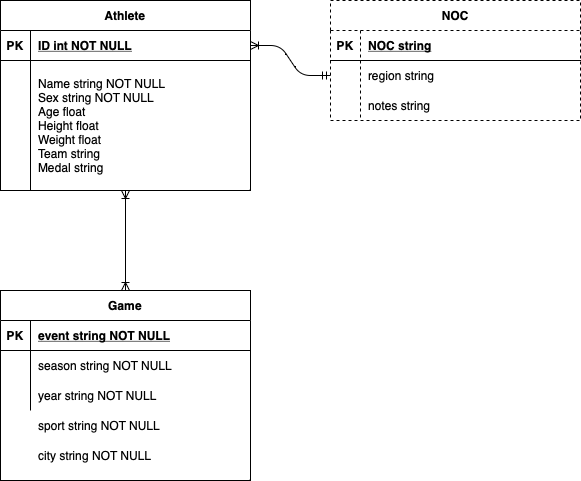 Athlete
PK ID int NOT NULL
Name string NOT NULL
Sex string NOT NULL
Age float
Height float
Weight float
Team string
Medal string
NOC
PK NOC string
region string
notes string
Game
PK event string NOT NULL
season string NOT NULL
year string NOT NULL
sport string NOT NULL
city string NOT NULL